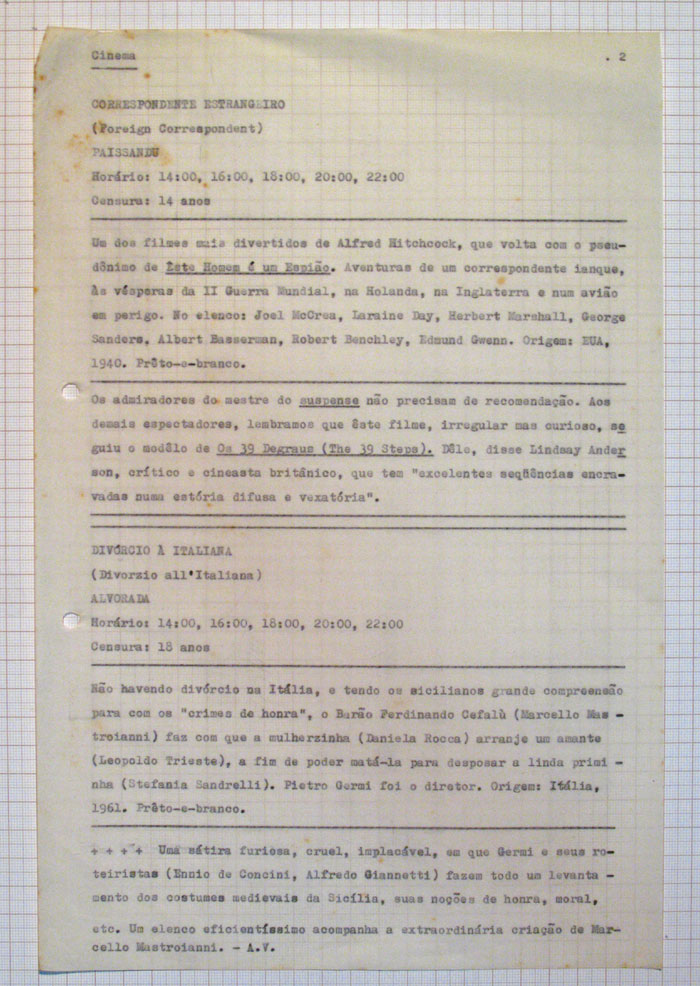 Cinema . 2
CORRESPONDENTE ESTRANGEIRO
(Foreign Correspondent)
PAISSANDU
Horário: 14:00, 16:00, 18:00, 20:00, 22:00
Censura: 14 anos
Um dos filmes mais divertidos de Alfred Hitchcock, que volta com o pseu-
dônimo de Êste Homem é um Espião. Aventuras de um correspondente ianque,
às vésperas da II Guerra Mundial, na Holanda, na Inglaterra e num avião
em perigo. No elenco: Joel McCrea, Laraine Day, Herbert Marshall, George
Sanders, Albert Basserman, Robert Benchley, Edmund Gwenn. Origem: EUA,
1940. Prêto-e-branco.
Os admiradores do mestre do suspense não precisam de recomendação. Aos
demais espectadores, lembramos que êste filme, irregular mas curioso, se
guiu o modêlo de Os 39 Degraus (The 39 Steps). Dêle, disse Lindsay Ander
son, crítico e cineasta britânico, que tem "excelentes seqüências encra-
vadas numa estória difusa e vexatória".
DIVÓRCIO À ITALIANA
(Divorzio all'Italiana)
ALVORADA
Horário: 14:00, 16:00, 18:00, 20:00, 22:00
Censura: 18 anos
Não havendo divórcio na Itália, e tendo os sicilianos grande compreensão
para com os "crimes de honra", o Barão Ferdinando Cefalù (Marcello Mas -
troianni) faz com que a mulherzinha (Daniela Rocca) arranje um amante
(Leopoldo Trieste), a fim de poder matá-la para desposar a linda primi -
nha (Stefania Sandrelli). Pietro Germi foi o diretor. Origem: Itália,
1961. Prêto-e-branco.
+ + + + Uma sátira furiosa, cruel, implacável, em que Germi e seus ro-
teiristas (Ennio de Concini, Alfredo Giannetti) fazem todo um levanta -
mento dos costumes medievais da Sicília, suas noções de honra, moral,
etc. Um elenco eficientíssimo acompanha a extraordinária criação de Mar-
cello Mastroianni. - A.V.